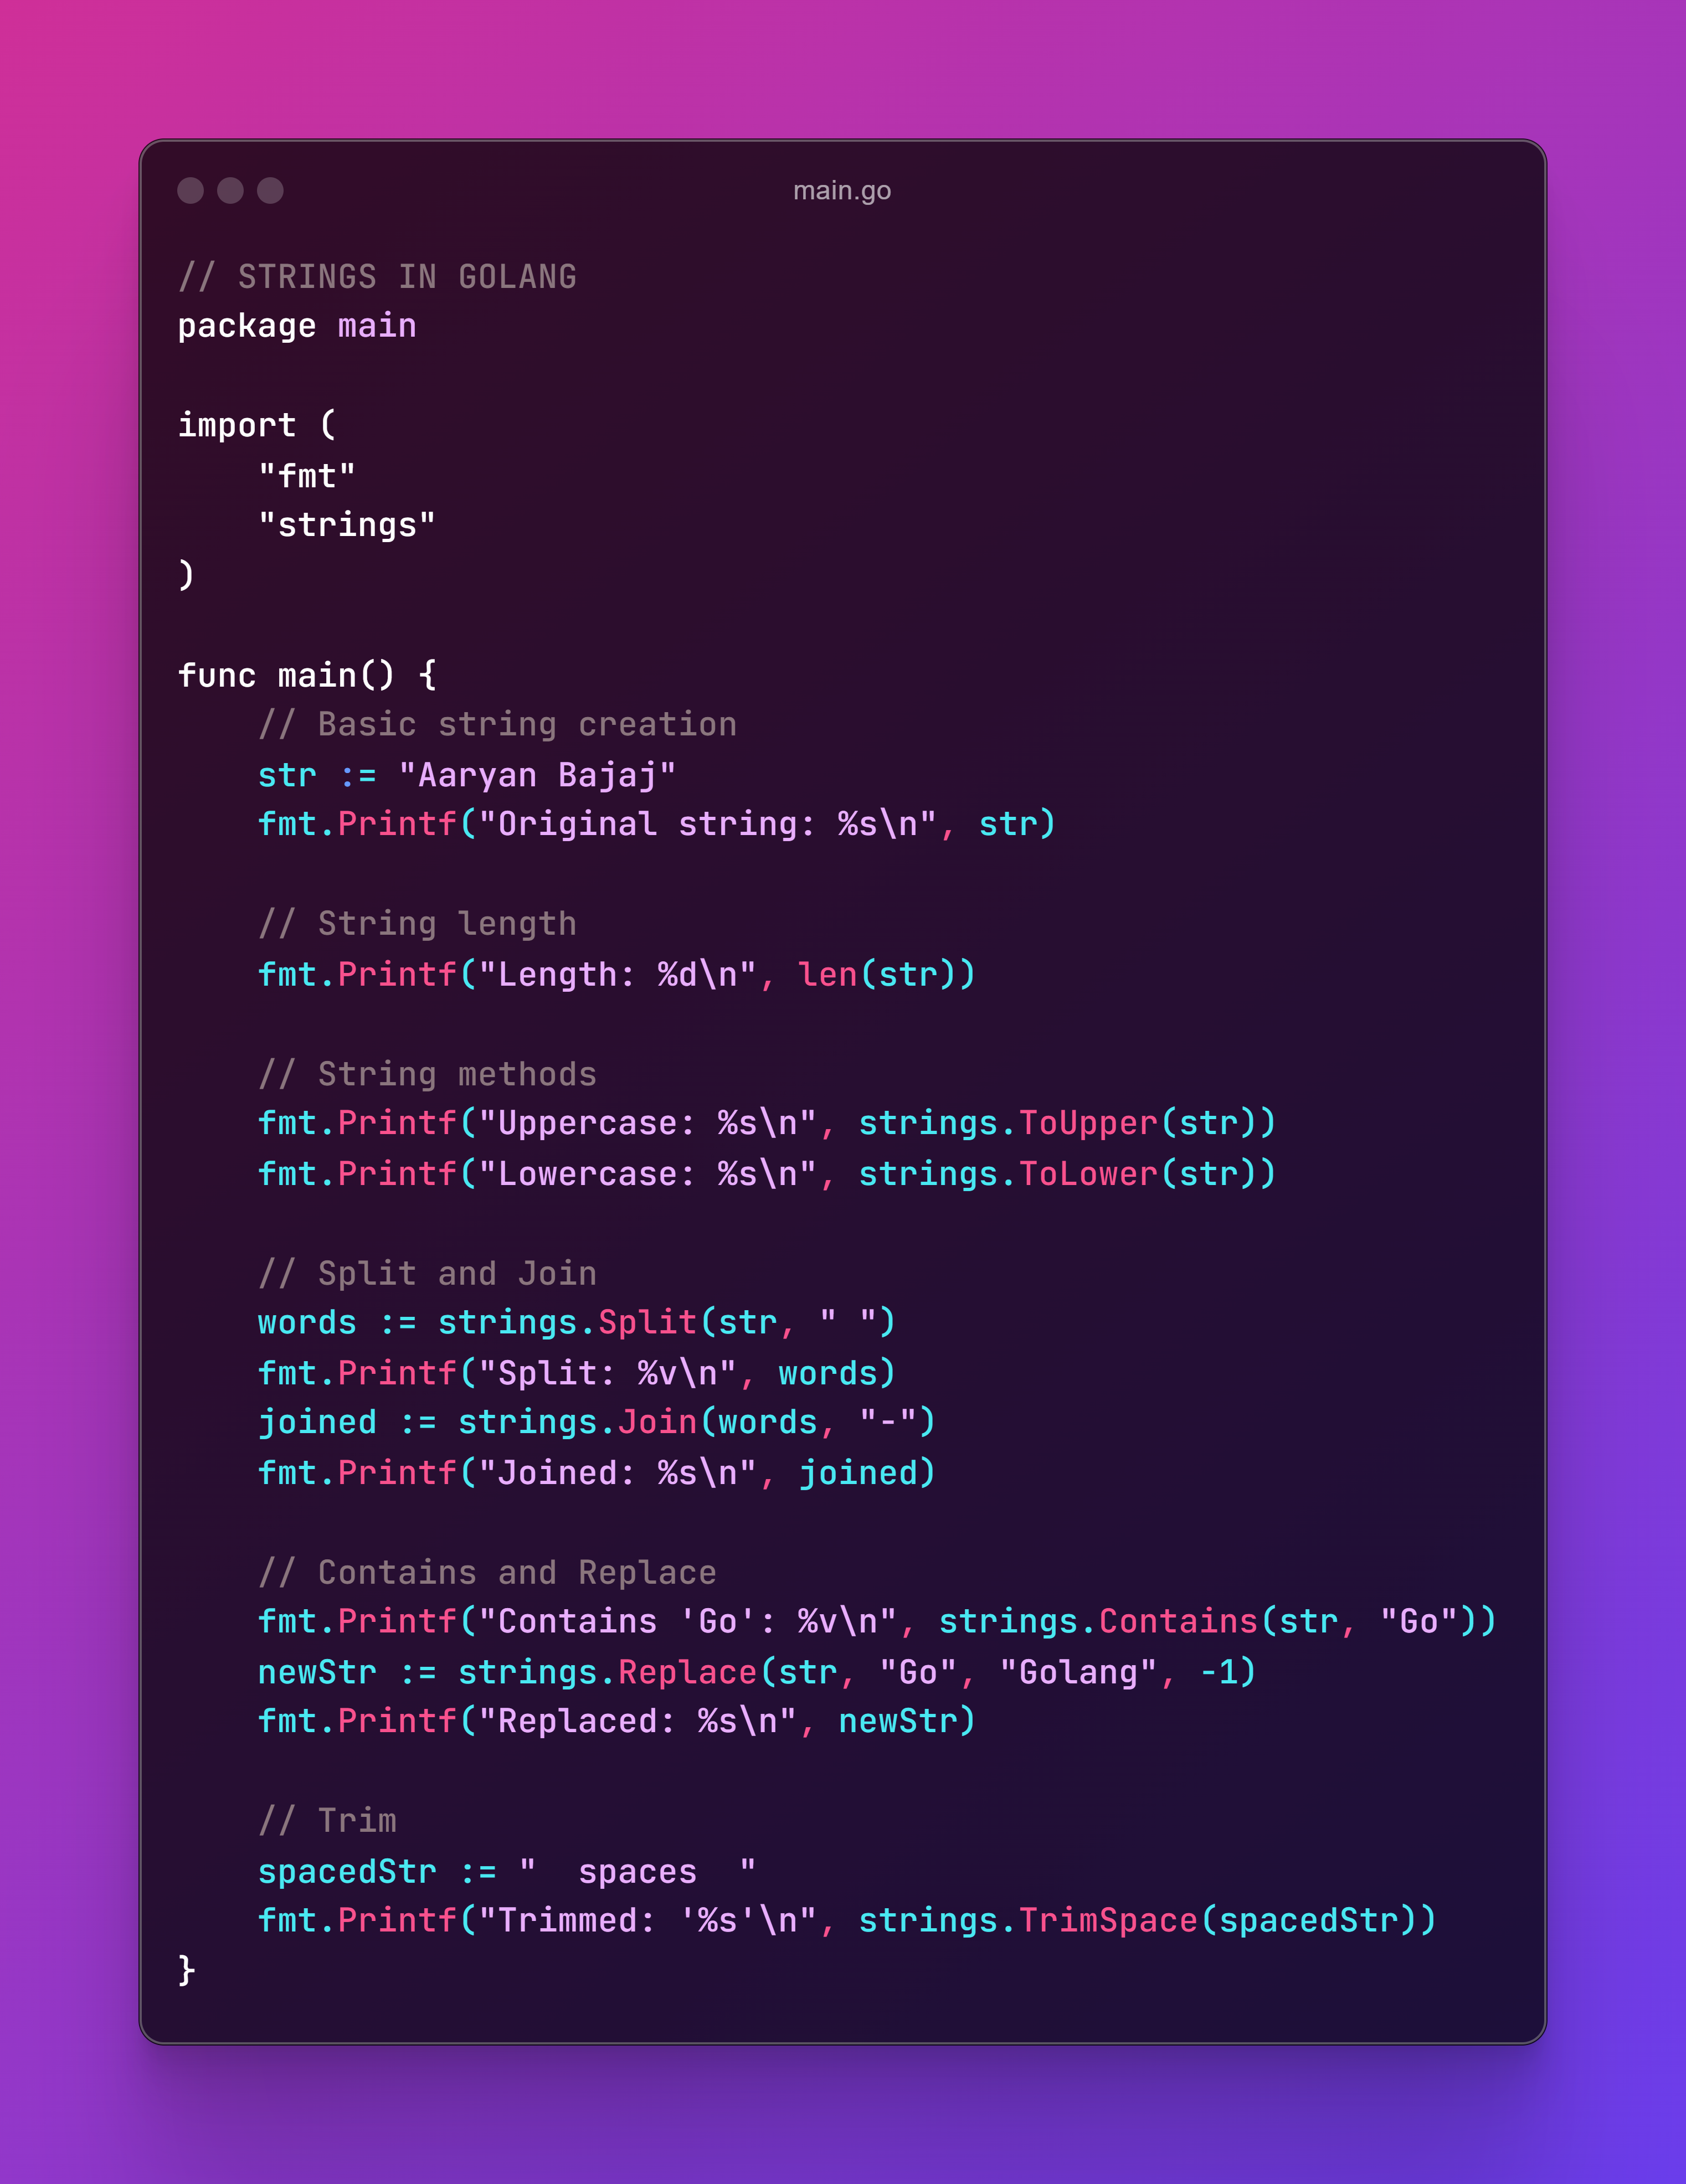 main.go
// STRINGS IN GOLANG
package main
import (
    "fmt"
    "strings"
)
func main() {
    // Basic string creation
    str := "Aaryan Bajaj"
    fmt.Printf("Original string: %s\n", str)
    // String length
    fmt.Printf("Length: %d\n", len(str))
    // String methods
    fmt.Printf("Uppercase: %s\n", strings.ToUpper(str))
    fmt.Printf("Lowercase: %s\n", strings.ToLower(str))
    // Split and Join
    words := strings.Split(str, " ")
    fmt.Printf("Split: %v\n", words)
    joined := strings.Join(words, "-")
    fmt.Printf("Joined: %s\n", joined)
    // Contains and Replace
    fmt.Printf("Contains 'Go': %v\n", strings.Contains(str, "Go"))
    newStr := strings.Replace(str, "Go", "Golang", -1)
    fmt.Printf("Replaced: %s\n", newStr)
    // Trim
    spacedStr := "  spaces  "
    fmt.Printf("Trimmed: '%s'\n", strings.TrimSpace(spacedStr))
}